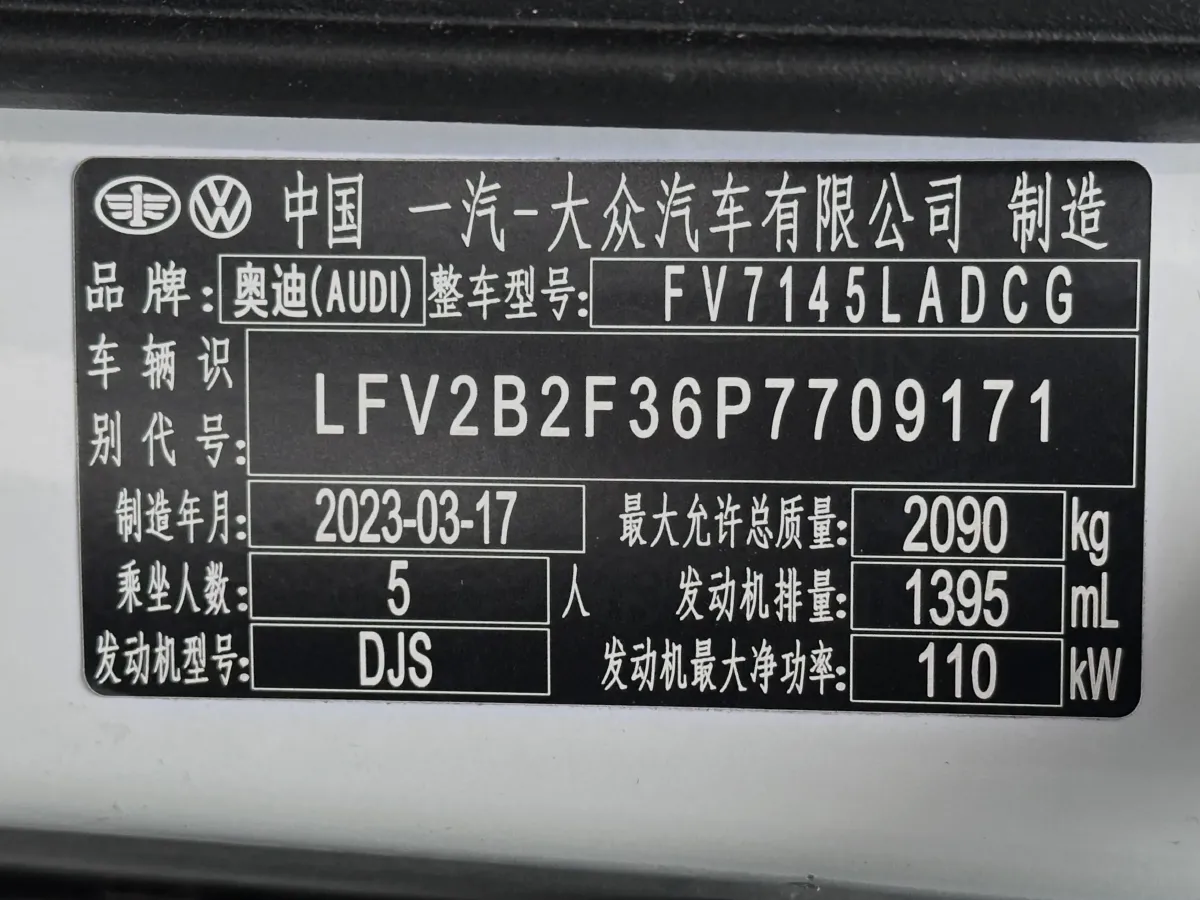 中国 一汽-大众汽车有限公司 制造
品牌: 奥迪(AUDI) 整车型号: FV7145LADCG
车辆识别代号: LFV2B2F36P7709171
制造年月: 2023-03-17 最大允许总质量: 2090 kg
乘坐人数: 5 人 发动机排量: 1395 mL
发动机型号: DJS 发动机最大净功率: 110 kW